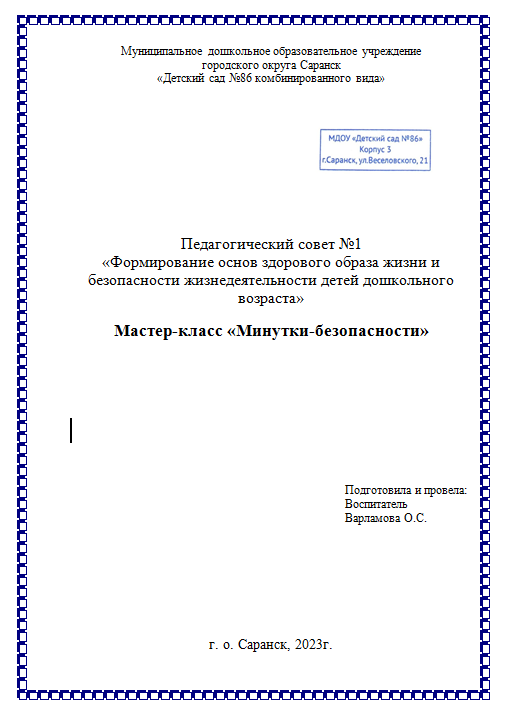 Муниципальное дошкольное образовательное учреждение
городского округа Саранск
«Детский сад №86 комбинированного вида»
МДОУ «Детский сад №86»
Корпус 3
г.Саранск, ул.Веселовского, 21
Педагогический совет №1
«Формирование основ здорового образа жизни и
безопасности жизнедеятельности детей дошкольного
возраста»
Мастер-класс «Минутки-безопасности»
Подготовила и провела:
Воспитатель
Варламова О.С.
г. о. Саранск, 2023г.